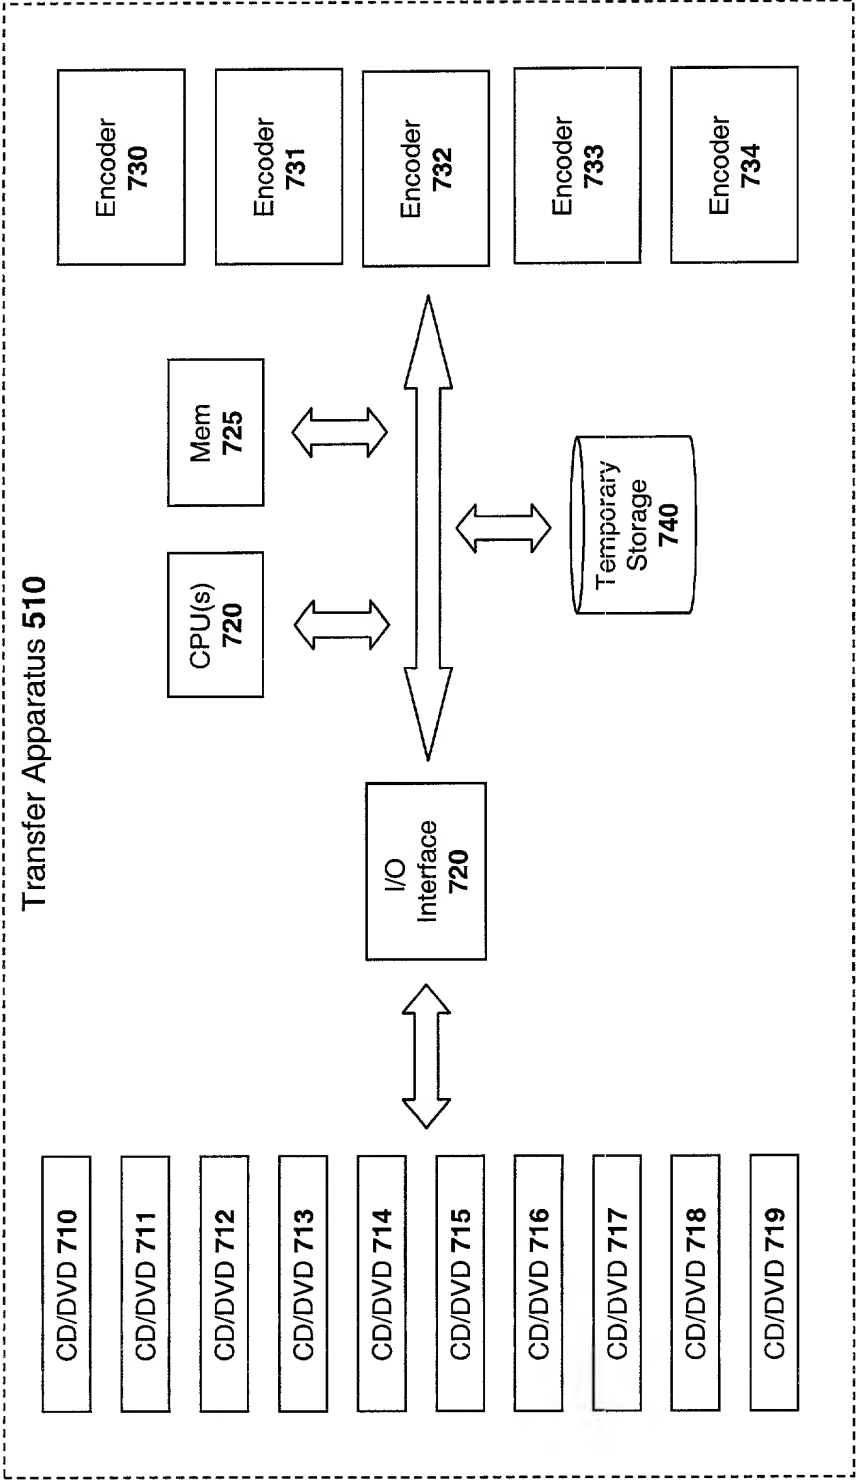 Transfer Apparatus 510
CD/DVD 710
CD/DVD 711
CD/DVD 712
CD/DVD 713
CD/DVD 714
CD/DVD 715
CD/DVD 716
CD/DVD 717
CD/DVD 718
CD/DVD 719
I/O
Interface
720
CPU(s)
720
Mem
725
Temporary
Storage
740
Encoder
730
Encoder
731
Encoder
732
Encoder
733
Encoder
734